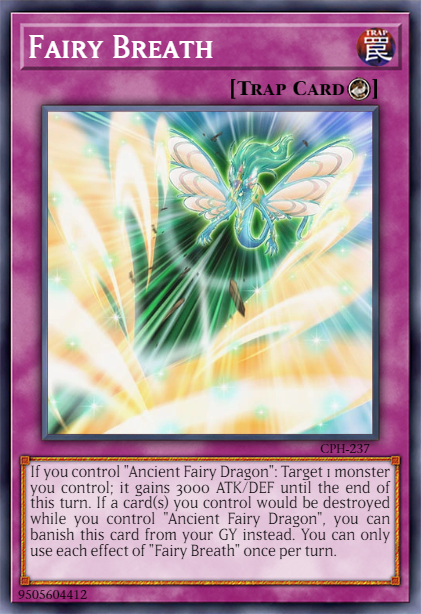 Fairy Breath
TRAP
罠
[Trap Card]
CPH-237
If you control "Ancient Fairy Dragon": Target 1 monster
you control; it gains 3000 ATK/DEF until the end of
this turn. If a card(s) you control would be destroyed
while you control "Ancient Fairy Dragon", you can
banish this card from your GY instead. You can only
use each effect of "Fairy Breath" once per turn.
9505604412